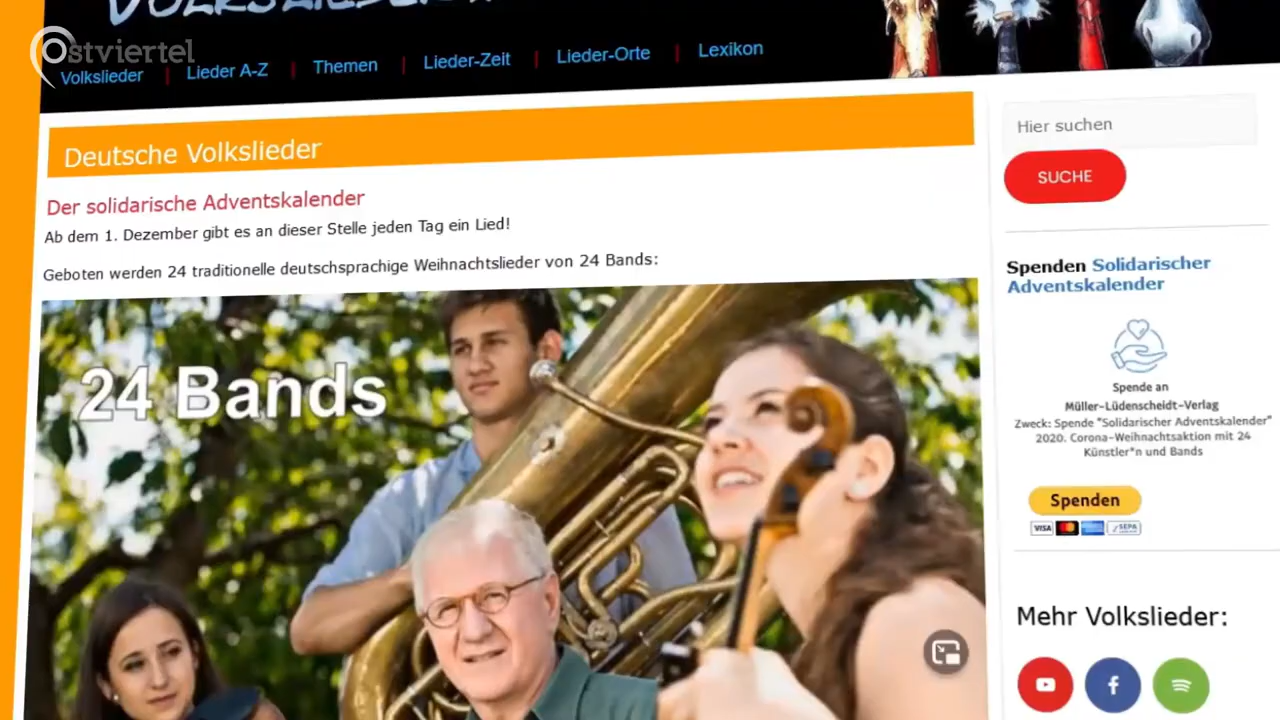 Ostviertel
Volkslieder | Lieder A-Z | Themen | Lieder-Zeit | Lieder-Orte | Lexikon
Deutsche Volkslieder
Der solidarische Adventskalender
Ab dem 1. Dezember gibt es an dieser Stelle jeden Tag ein Lied!
Geboten werden 24 traditionelle deutschsprachige Weihnachtslieder von 24 Bands:
24 Bands
Hier suchen
SUCHE
Spenden Solidarischer
Adventskalender
Spende an
Müller-Lüdenscheidt-Verlag
Zweck: Spende "Solidarischer Adventskalender"
2020. Corona-Weihnachtsaktion mit 24
Künstler*n und Bands
Spenden
VISA SEPA
Mehr Volkslieder: